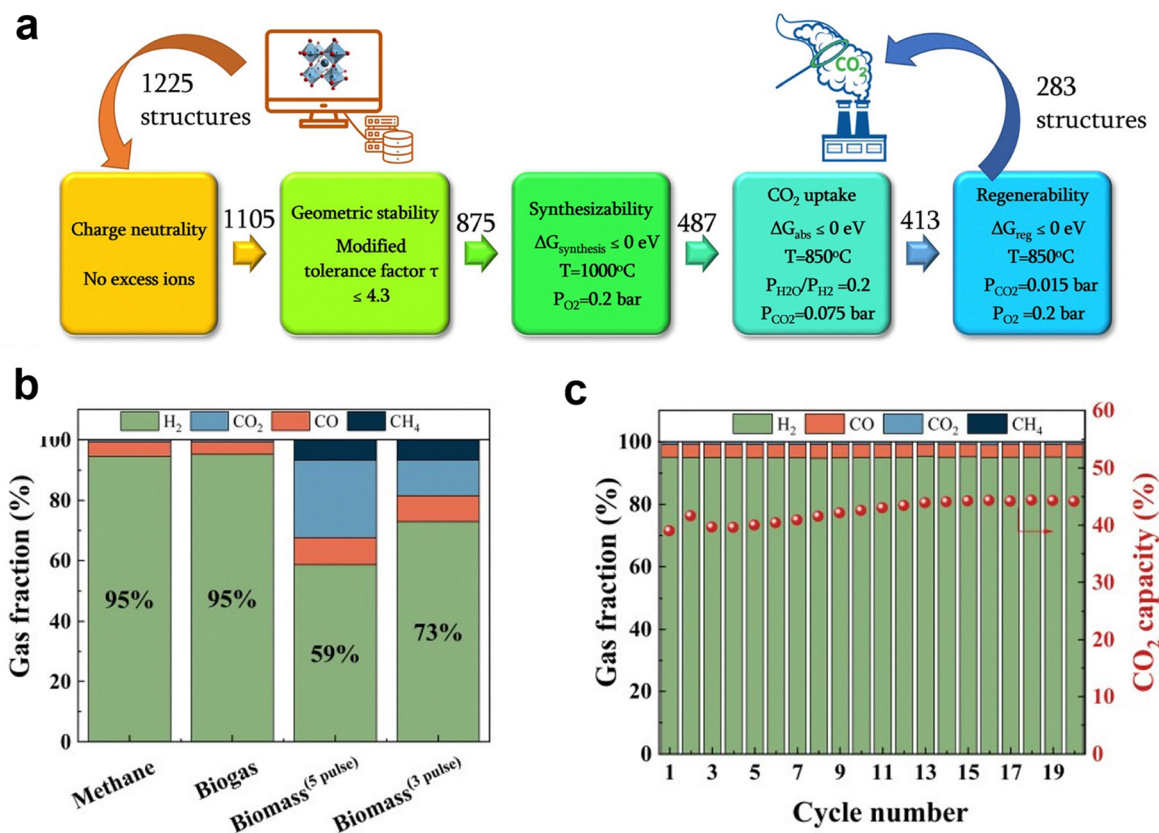 a
1225
structures
CO2
283
structures
Charge neutrality
No excess ions
1105
Geometric stability
Modified
tolerance factor τ
≤ 4.3
875
Synthesizability
ΔGsynthesis ≤ 0 eV
T=1000ºC
PO2=0.2 bar
487
CO2 uptake
ΔGabs ≤ 0 eV
T=850ºC
PH2O/PH2 =0.2
PCO2=0.075 bar
413
Regenerability
ΔGreg ≤ 0 eV
T=850ºC
PCO2=0.015 bar
PO2 =0.2 bar
b
H2 CO2 CO CH4
Gas fraction (%)
100
80
60
40
20
0
95%
95%
59%
73%
Methane
Biogas
Biomass(5 pulse)
Biomass(3 pulse)
c
H2 CO CO2 CH4
Gas fraction (%)
100
80
60
40
20
0
60
50
40
30
20
10
0
CO2 capacity (%)
1 3 5 7 9 11 13 15 17 19
Cycle number